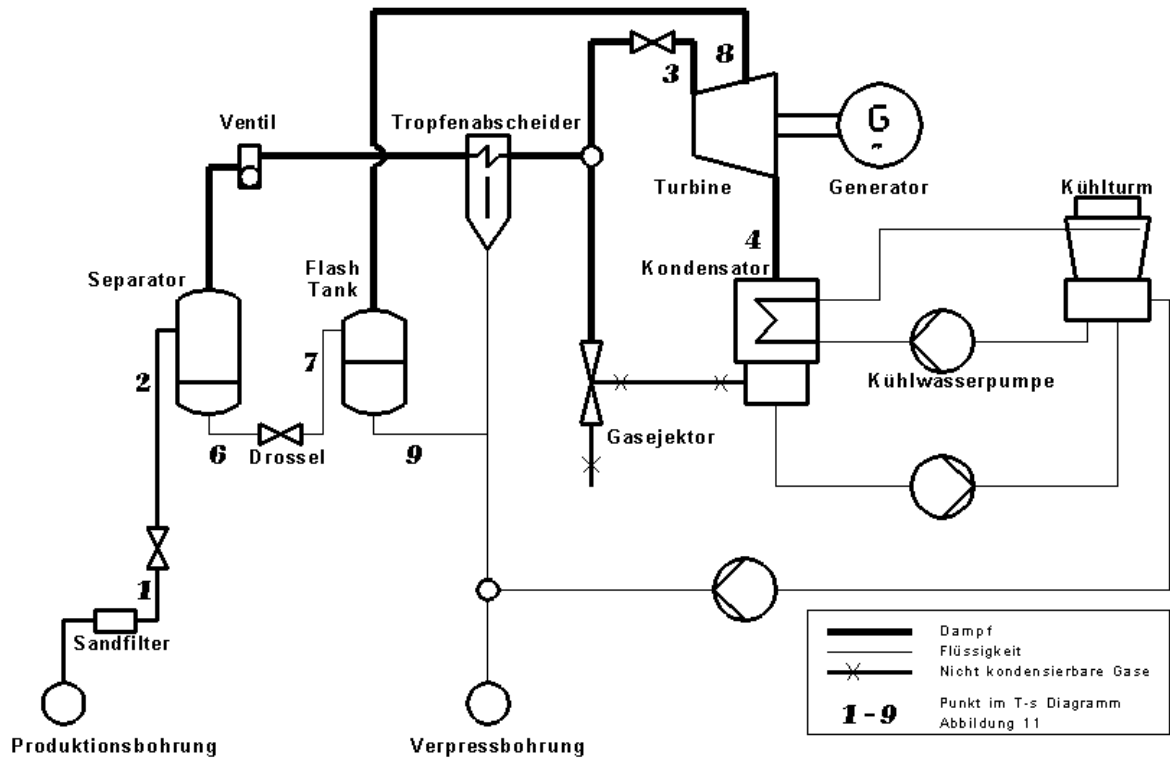 8
3
Ventil
Tropfenabscheider
G
~
Turbine
Generator
Kühlturm
4
Kondensator
Separator
Flash
Tank
2
7
Kühlwasserpumpe
6
Drossel
9
Gasejektor
1
Sandfilter
Dampf
Flüssigkeit
Nicht kondensierbare Gase
1-9 Punkt im T-s Diagramm
Abbildung 11
Produktionsbohrung
Verpressbohrung